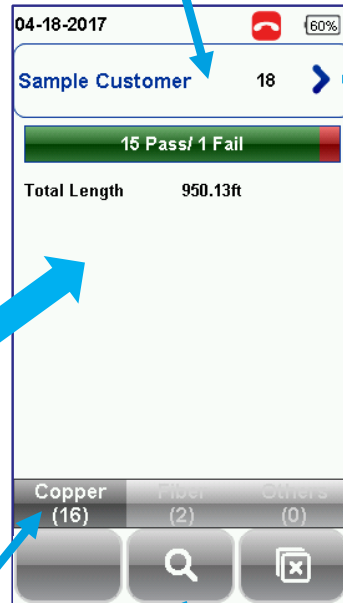 04-18-2017 60%
Sample Customer 18
15 Pass/ 1 Fail
Total Length 950.13ft
Copper Fiber Others
(16) (2) (0)